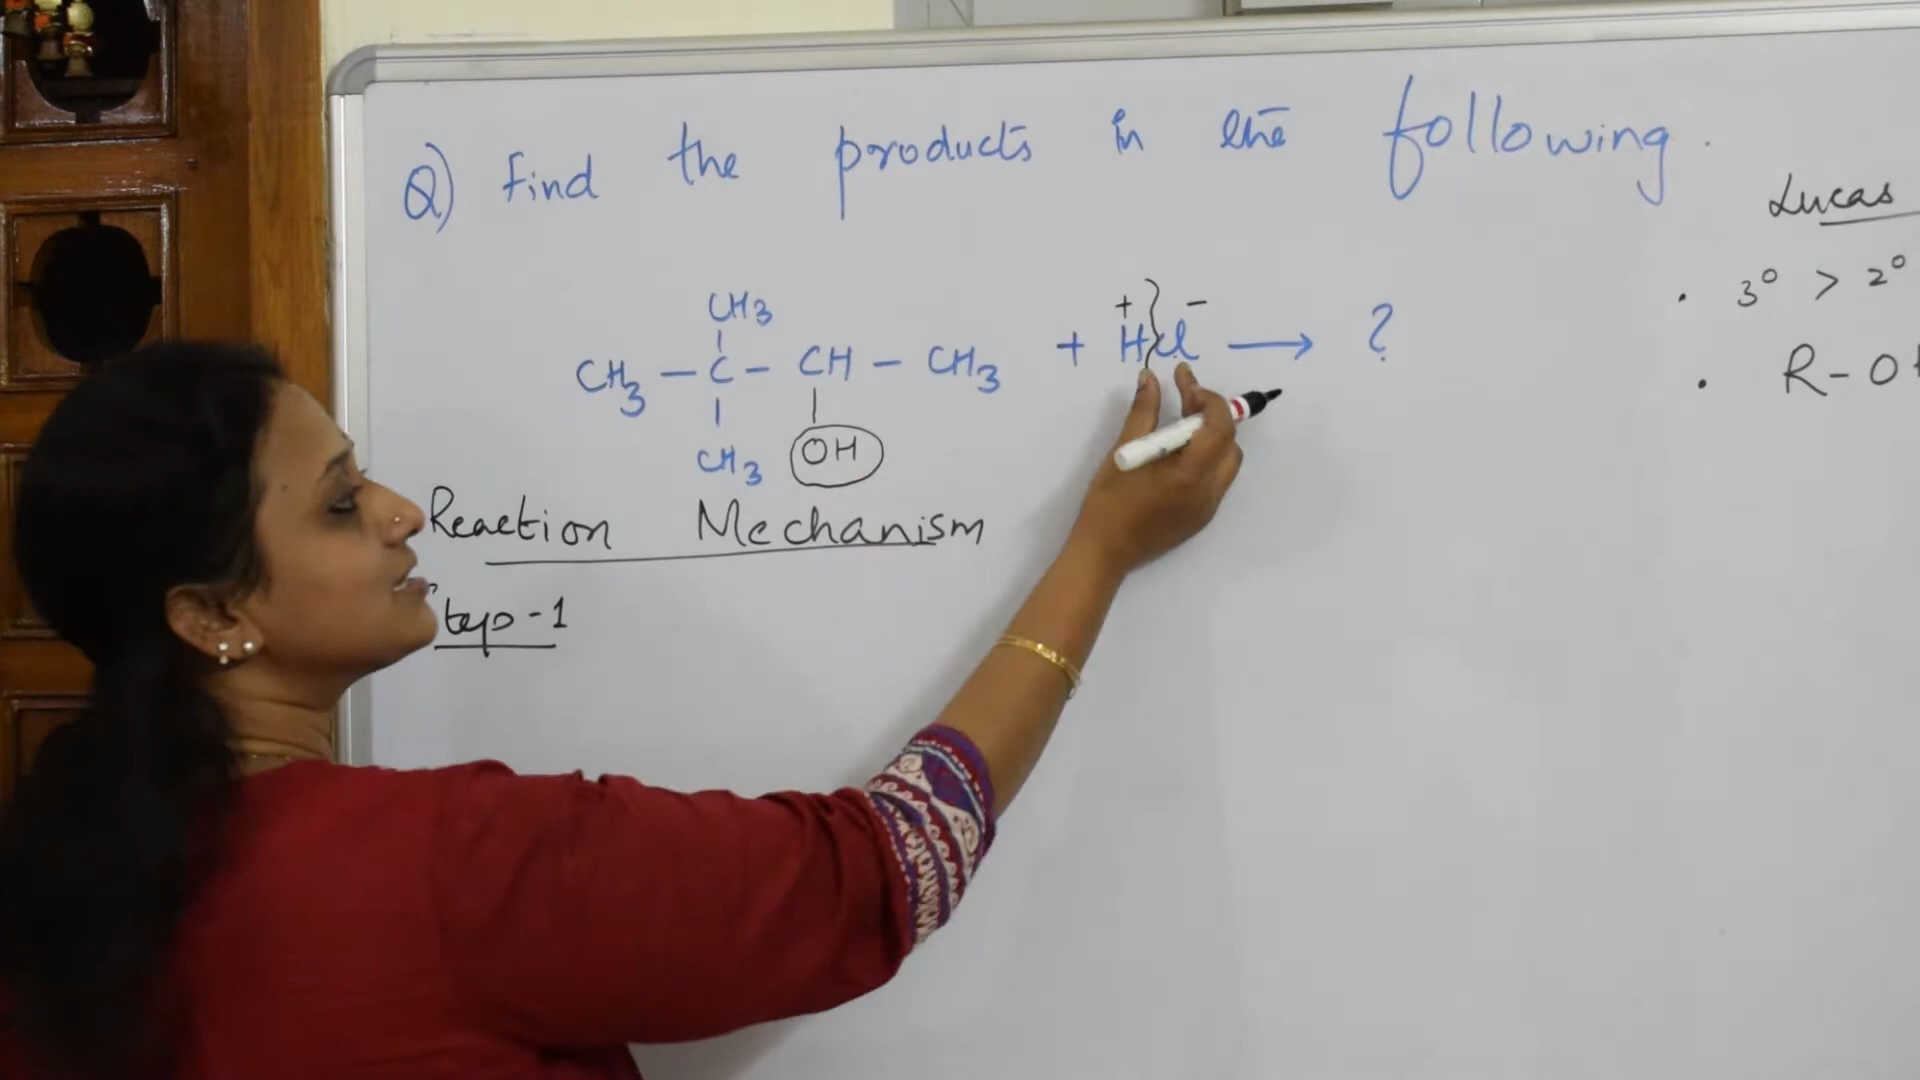 Q) Find the products in the following.
Lucas
CH3
+ -
• 3° > 2°
CH3 - C - CH - CH3 + HCl → ?
• R-O
CH3 OH
Reaction Mechanism
Step-1